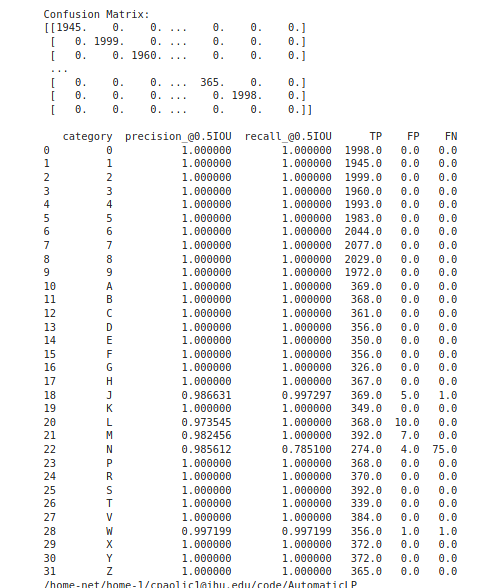 Confusion Matrix:
[[1945. 0. 0. ... 0. 0. 0.]
[ 0. 1999. 0. ... 0. 0. 0.]
[ 0. 0. 1960. ... 0. 0. 0.]
...
[ 0. 0. 0. ... 365. 0. 0.]
[ 0. 0. 0. ... 0. 1998. 0.]
[ 0. 0. 0. ... 0. 0. 0.]]
category precision_@0.5IOU recall_@0.5IOU TP FP FN
0 0 1.000000 1.000000 1998.0 0.0 0.0
1 1 1.000000 1.000000 1945.0 0.0 0.0
2 2 1.000000 1.000000 1999.0 0.0 0.0
3 3 1.000000 1.000000 1960.0 0.0 0.0
4 4 1.000000 1.000000 1993.0 0.0 0.0
5 5 1.000000 1.000000 1983.0 0.0 0.0
6 6 1.000000 1.000000 2044.0 0.0 0.0
7 7 1.000000 1.000000 2077.0 0.0 0.0
8 8 1.000000 1.000000 2029.0 0.0 0.0
9 9 1.000000 1.000000 1972.0 0.0 0.0
10 A 1.000000 1.000000 369.0 0.0 0.0
11 B 1.000000 1.000000 368.0 0.0 0.0
12 C 1.000000 1.000000 361.0 0.0 0.0
13 D 1.000000 1.000000 356.0 0.0 0.0
14 E 1.000000 1.000000 350.0 0.0 0.0
15 F 1.000000 1.000000 356.0 0.0 0.0
16 G 1.000000 1.000000 326.0 0.0 0.0
17 H 1.000000 1.000000 367.0 0.0 0.0
18 J 0.986631 0.997297 369.0 5.0 1.0
19 K 1.000000 1.000000 349.0 0.0 0.0
20 L 0.973545 1.000000 368.0 10.0 0.0
21 M 0.982456 1.000000 392.0 7.0 0.0
22 N 0.985612 0.785100 274.0 4.0 75.0
23 P 1.000000 1.000000 368.0 0.0 0.0
24 R 1.000000 1.000000 370.0 0.0 0.0
25 S 1.000000 1.000000 392.0 0.0 0.0
26 T 1.000000 1.000000 339.0 0.0 0.0
27 V 1.000000 1.000000 384.0 0.0 0.0
28 W 0.997199 0.997199 356.0 1.0 1.0
29 X 1.000000 1.000000 372.0 0.0 0.0
30 Y 1.000000 1.000000 372.0 0.0 0.0
31 Z 1.000000 1.000000 365.0 0.0 0.0
/home-net/home-1/cpaolic1@jhu.edu/code/AutomaticLP